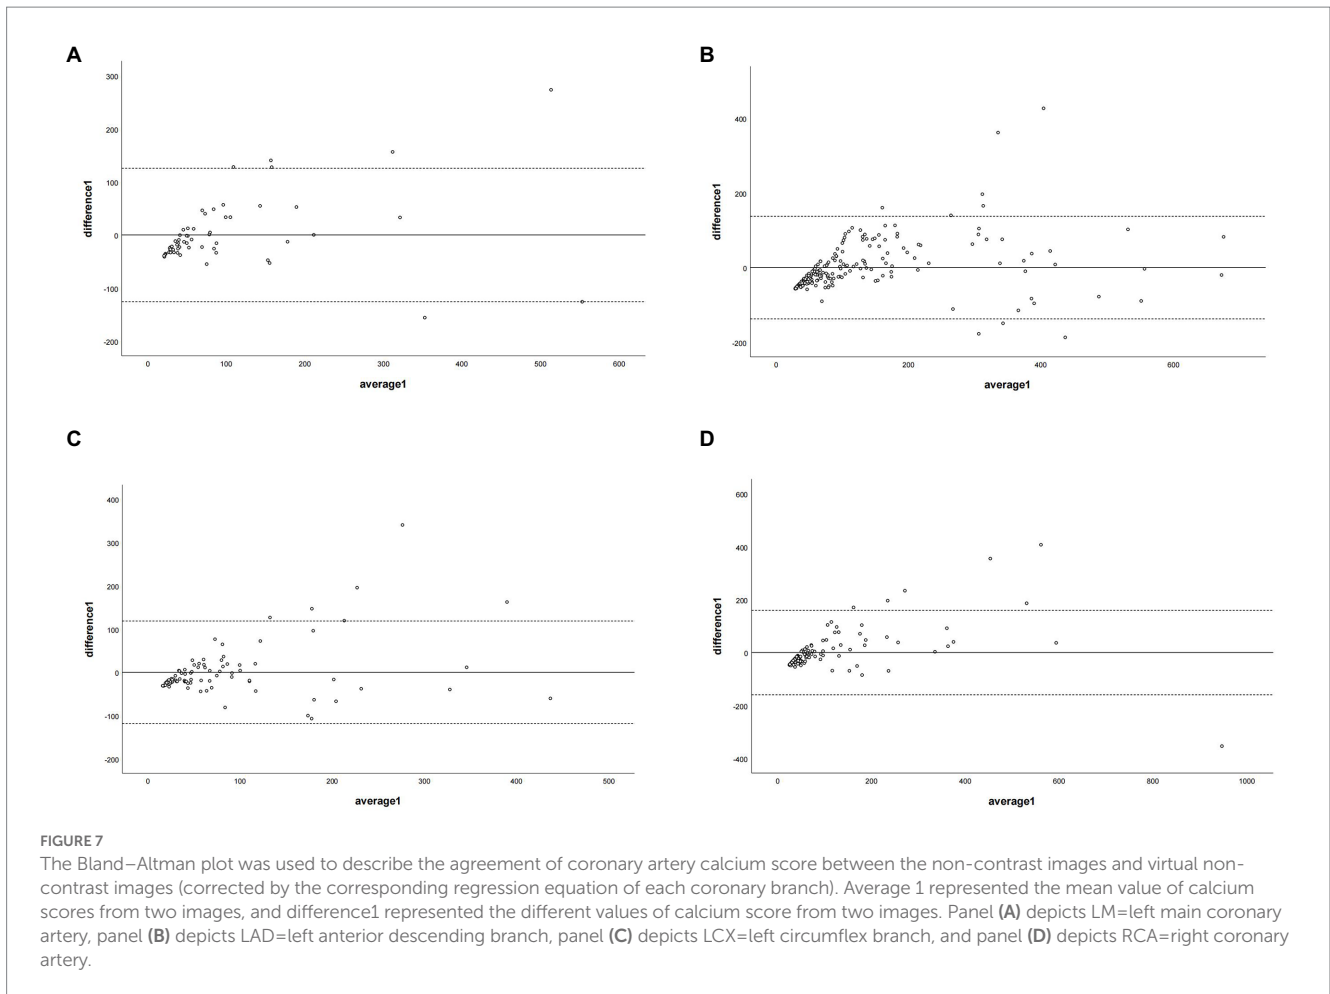 A
300
200
100
0
-100
-200
difference1
0 100 200 300 400 500 600
average1
B
400
200
0
-200
difference1
0 200 400 600
average1
C
400
300
200
100
0
-100
-200
difference1
0 100 200 300 400 500
average1
D
600
400
200
0
-200
-400
difference1
0 200 400 600 800 1000
average1
FIGURE 7
The Bland–Altman plot was used to describe the agreement of coronary artery calcium score between the non-contrast images and virtual non-
contrast images (corrected by the corresponding regression equation of each coronary branch). Average 1 represented the mean value of calcium
scores from two images, and difference1 represented the different values of calcium score from two images. Panel (A) depicts LM=left main coronary
artery, panel (B) depicts LAD=left anterior descending branch, panel (C) depicts LCX=left circumflex branch, and panel (D) depicts RCA=right coronary
artery.